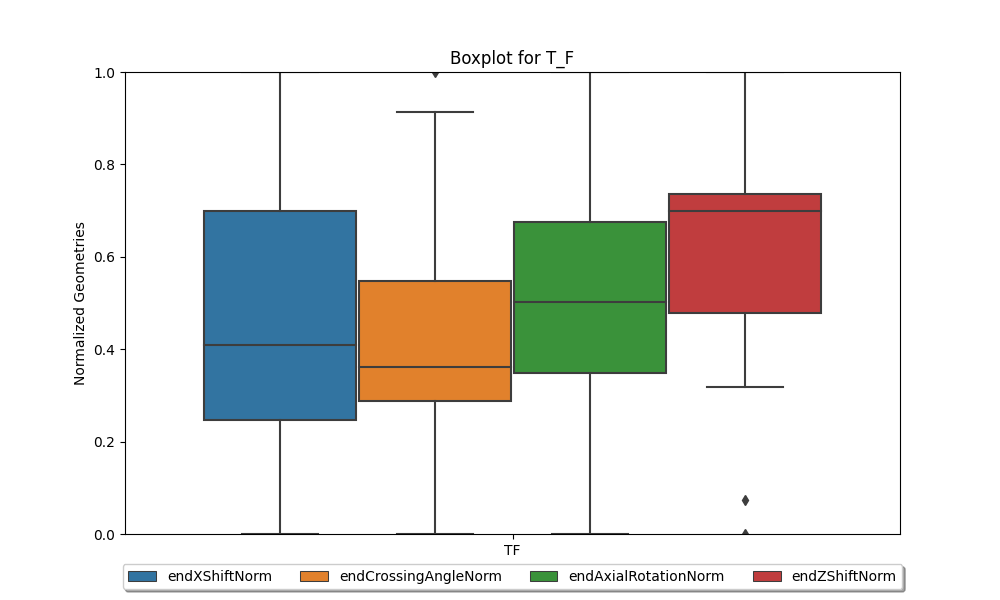 Boxplot for T_F
1.0
0.8
0.6
0.4
0.2
0.0
Normalized Geometries
TF
endXShiftNorm endCrossingAngleNorm endAxialRotationNorm endZShiftNorm